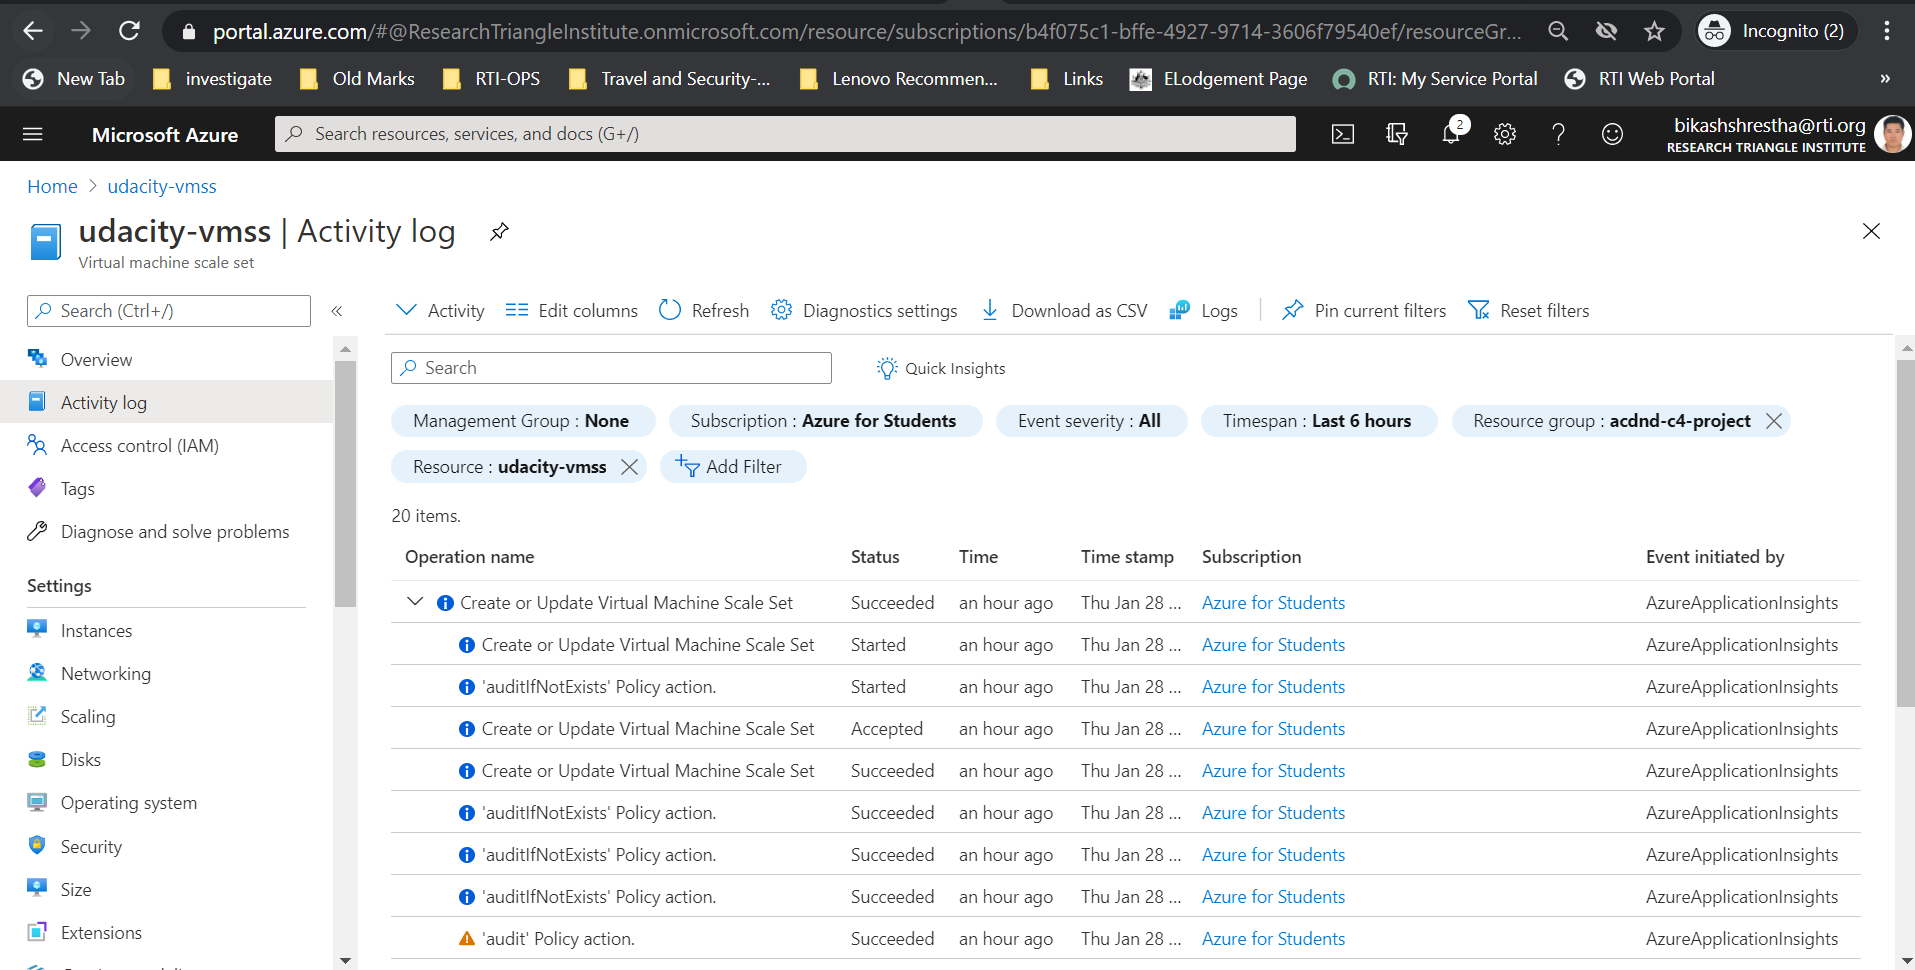 portal.azure.com/#@ResearchTriangleInstitute.onmicrosoft.com/resource/subscriptions/b4f075c1-bffe-4927-9714-3606f79540ef/resourceGr... Incognito (2)
New Tab investigate Old Marks RTI-OPS Travel and Security-... Lenovo Recommen... Links ELodgement Page RTI: My Service Portal RTI Web Portal »
Microsoft Azure Search resources, services, and docs (G+/) 2 bikashshrestha@rti.org
RESEARCH TRIANGLE INSTITUTE
Home > udacity-vmss
udacity-vmss | Activity log
Virtual machine scale set
Search (Ctrl+/) «
Activity Edit columns Refresh Diagnostics settings Download as CSV Logs Pin current filters Reset filters
Overview
Activity log
Access control (IAM)
Tags
Diagnose and solve problems
Settings
Instances
Networking
Scaling
Disks
Operating system
Security
Size
Extensions
Search Quick Insights
Management Group : None Subscription : Azure for Students Event severity : All Timespan : Last 6 hours Resource group : acdnd-c4-project
Resource : udacity-vmss Add Filter
20 items.
Operation name Status Time Time stamp Subscription Event initiated by
Create or Update Virtual Machine Scale Set Succeeded an hour ago Thu Jan 28 ... Azure for Students AzureApplicationInsights
Create or Update Virtual Machine Scale Set Started an hour ago Thu Jan 28 ... Azure for Students AzureApplicationInsights
'auditIfNotExists' Policy action. Started an hour ago Thu Jan 28 ... Azure for Students AzureApplicationInsights
Create or Update Virtual Machine Scale Set Accepted an hour ago Thu Jan 28 ... Azure for Students AzureApplicationInsights
Create or Update Virtual Machine Scale Set Succeeded an hour ago Thu Jan 28 ... Azure for Students AzureApplicationInsights
'auditIfNotExists' Policy action. Succeeded an hour ago Thu Jan 28 ... Azure for Students AzureApplicationInsights
'auditIfNotExists' Policy action. Succeeded an hour ago Thu Jan 28 ... Azure for Students AzureApplicationInsights
'auditIfNotExists' Policy action. Succeeded an hour ago Thu Jan 28 ... Azure for Students AzureApplicationInsights
'audit' Policy action. Succeeded an hour ago Thu Jan 28 ... Azure for Students AzureApplicationInsights